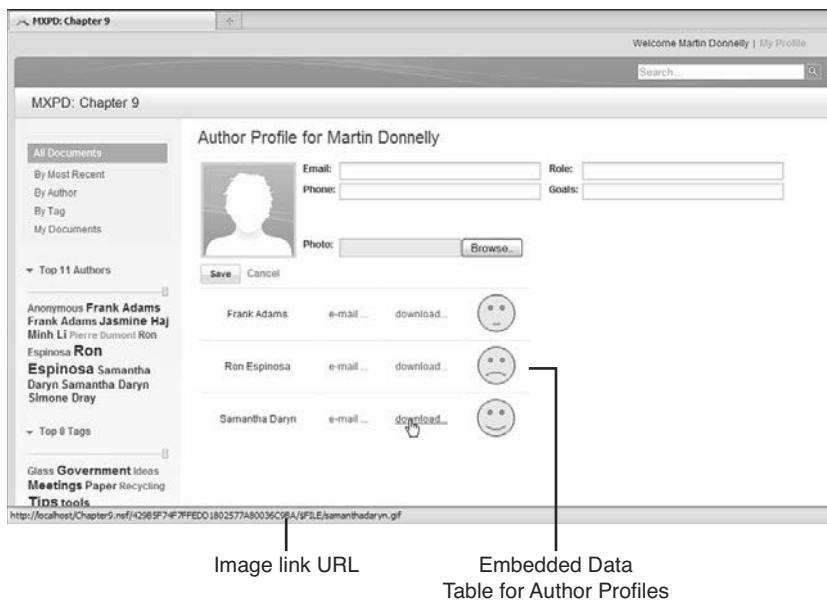 MXPD: Chapter 9
Welcome Martin Donnelly | My Profile
Search...
MXPD: Chapter 9
All Documents
By Most Recent
By Author
By Tag
My Documents
Top 11 Authors
Anonymous Frank Adams
Frank Adams Jasmine Haj
Minh Li Pierre Dumont Ron
Espinosa Ron
Espinosa Samantha
Daryn Samantha Daryn
Simone Dray
Top 8 Tags
Glass Government Ideas
Meetings Paper Recycling
Tips tools
Author Profile for Martin Donnelly
Email:
Role:
Phone:
Goals:
Photo:
Browse..
Save Cancel
Frank Adams e-mail ... download...
Ron Espinosa e-mail ... download...
Samantha Daryn e-mail ... download...
http://localhost/Chapter9.nsf/42985F74F7FFEDD1802577A80036C9BA/$FILE/samanthadaryn.gif
Image link URL
Embedded Data
Table for Author Profiles